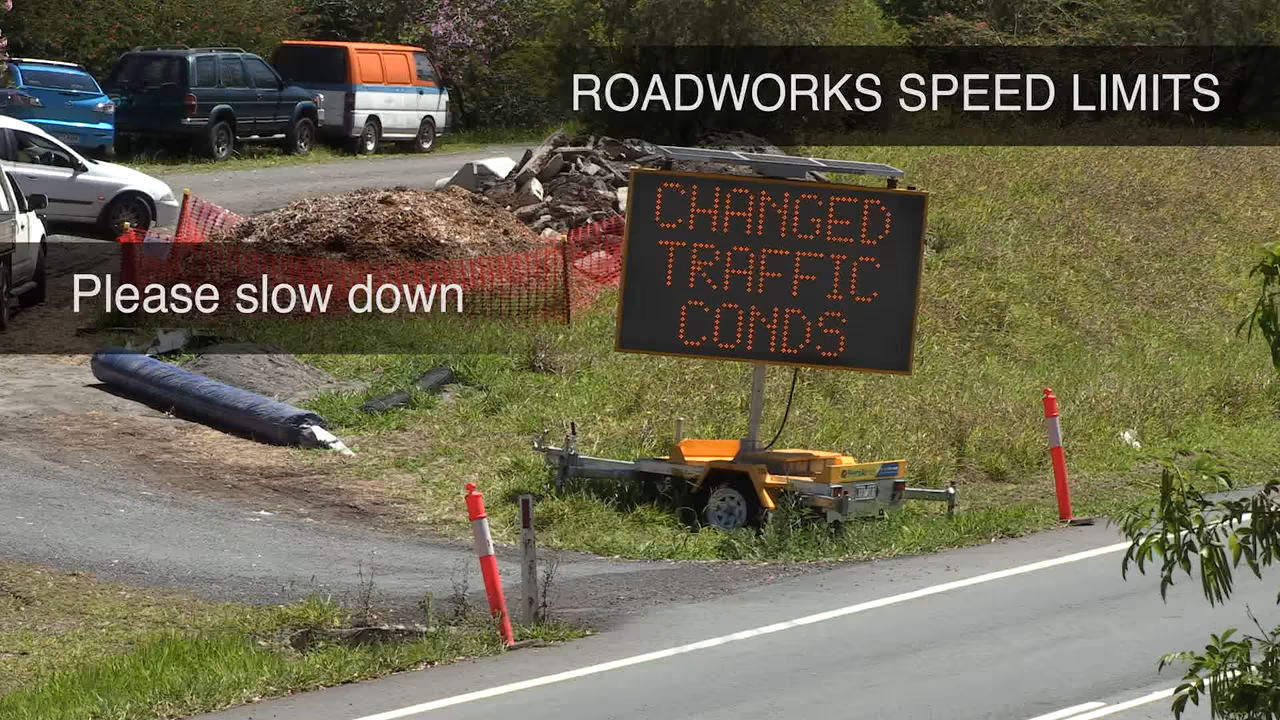 ROADWORKS SPEED LIMITS
Please slow down
CHANGED
TRAFFIC
CONDS